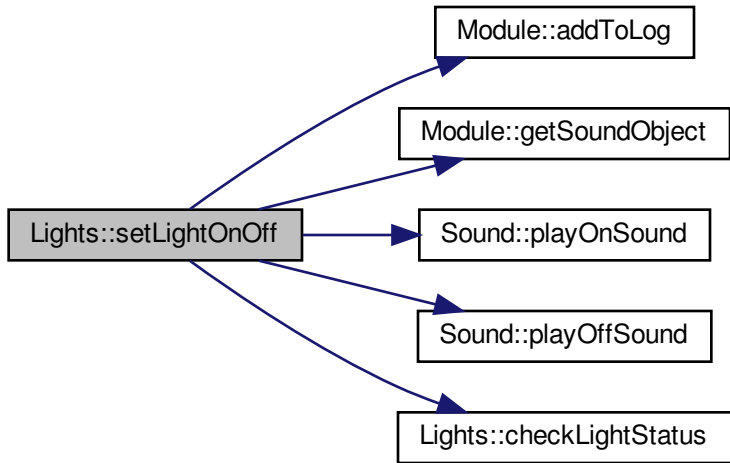 Module::addToLog
Module::getSoundObject
Lights::setLightOnOff
Sound::playOnSound
Sound::playOffSound
Lights::checkLightStatus